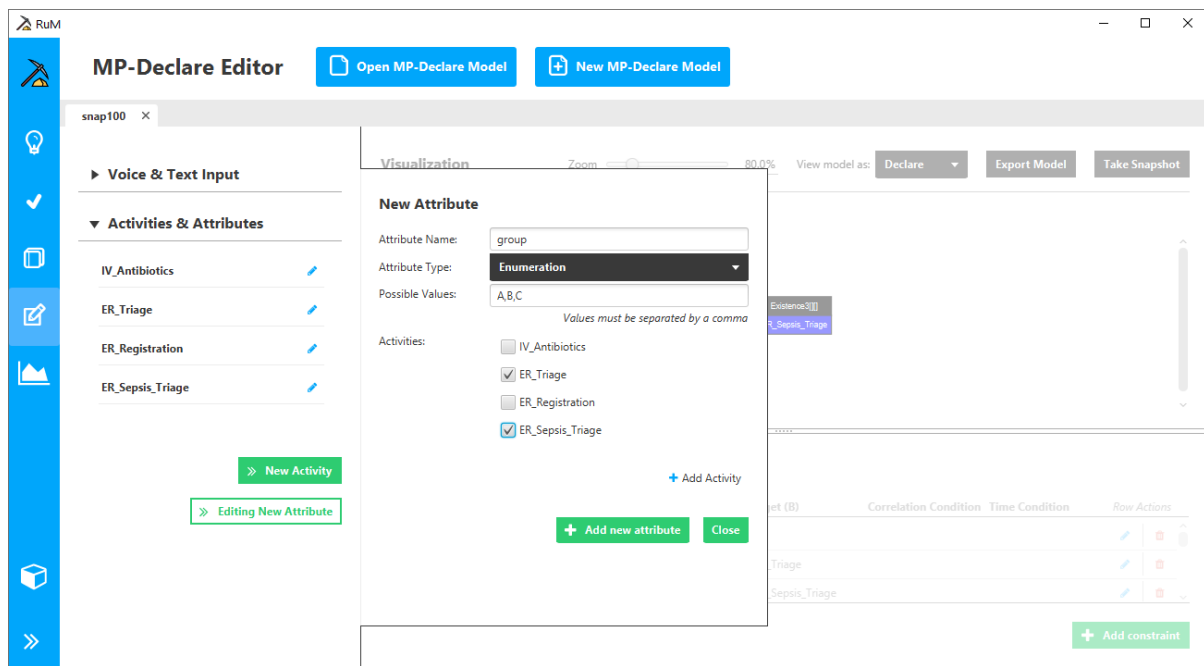 RuM
MP-Declare Editor
Open MP-Declare Model
New MP-Declare Model
snap100
Voice & Text Input
Activities & Attributes
IV_Antibiotics
ER_Triage
ER_Registration
ER_Sepsis_Triage
New Activity
Editing New Attribute
Visualization
Zoom
80.0%
View model as:
Declare
Export Model
Take Snapshot
New Attribute
Attribute Name:
group
Attribute Type:
Enumeration
Possible Values:
A,B,C
Values must be separated by a comma
Activities:
IV_Antibiotics
ER_Triage
ER_Registration
ER_Sepsis_Triage
Add Activity
Add new attribute
Close
Existence3[][]
R_Sepsis_Triage
get (B)
Correlation Condition
Time Condition
Row Actions
_Triage
_Sepsis_Triage
Add constraint